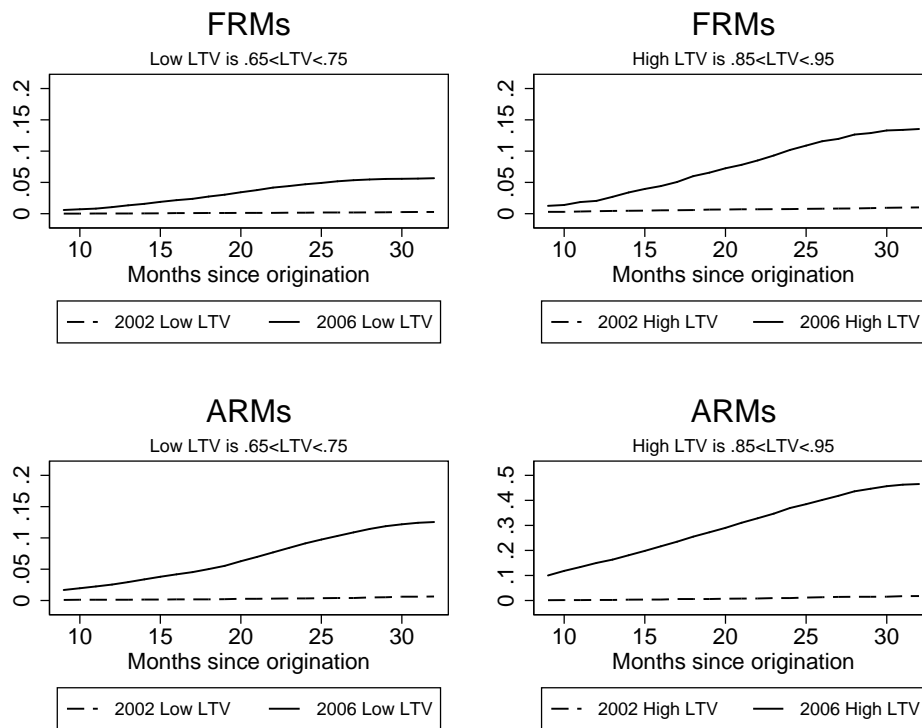 FRMs
Low LTV is .65<LTV<.75
0 .05 .1 .15 .2
10 15 20 25 30
Months since origination
2002 Low LTV 2006 Low LTV
FRMs
High LTV is .85<LTV<.95
0 .05 .1 .15 .2
10 15 20 25 30
Months since origination
2002 High LTV 2006 High LTV
ARMs
Low LTV is .65<LTV<.75
0 .05 .1 .15 .2
10 15 20 25 30
Months since origination
2002 Low LTV 2006 Low LTV
ARMs
High LTV is .85<LTV<.95
0 .1 .2 .3 .4 .5
10 15 20 25 30
Months since origination
2002 High LTV 2006 High LTV